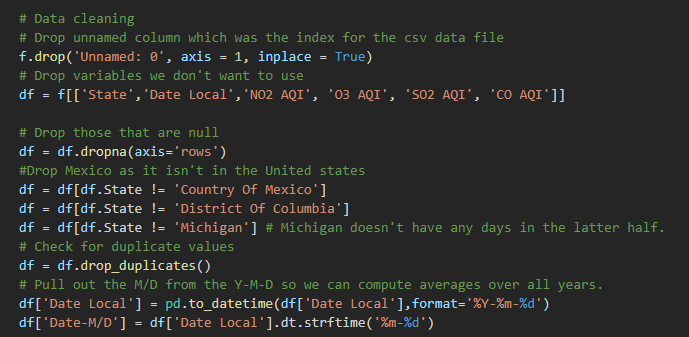 # Data cleaning
# Drop unnamed column which was the index for the csv data file
f.drop('Unnamed: 0', axis = 1, inplace = True)
# Drop variables we don't want to use
df = f[['State','Date Local','NO2 AQI', 'O3 AQI', 'SO2 AQI', 'CO AQI']]
# Drop those that are null
df = df.dropna(axis='rows')
#Drop Mexico as it isn't in the United states
df = df[df.State != 'Country Of Mexico']
df = df[df.State != 'District Of Columbia']
df = df[df.State != 'Michigan'] # Michigan doesn't have any days in the latter half.
# Check for duplicate values
df = df.drop_duplicates()
# Pull out the M/D from the Y-M-D so we can compute averages over all years.
df['Date Local'] = pd.to_datetime(df['Date Local'],format='%Y-%m-%d')
df['Date-M/D'] = df['Date Local'].dt.strftime('%m-%d')